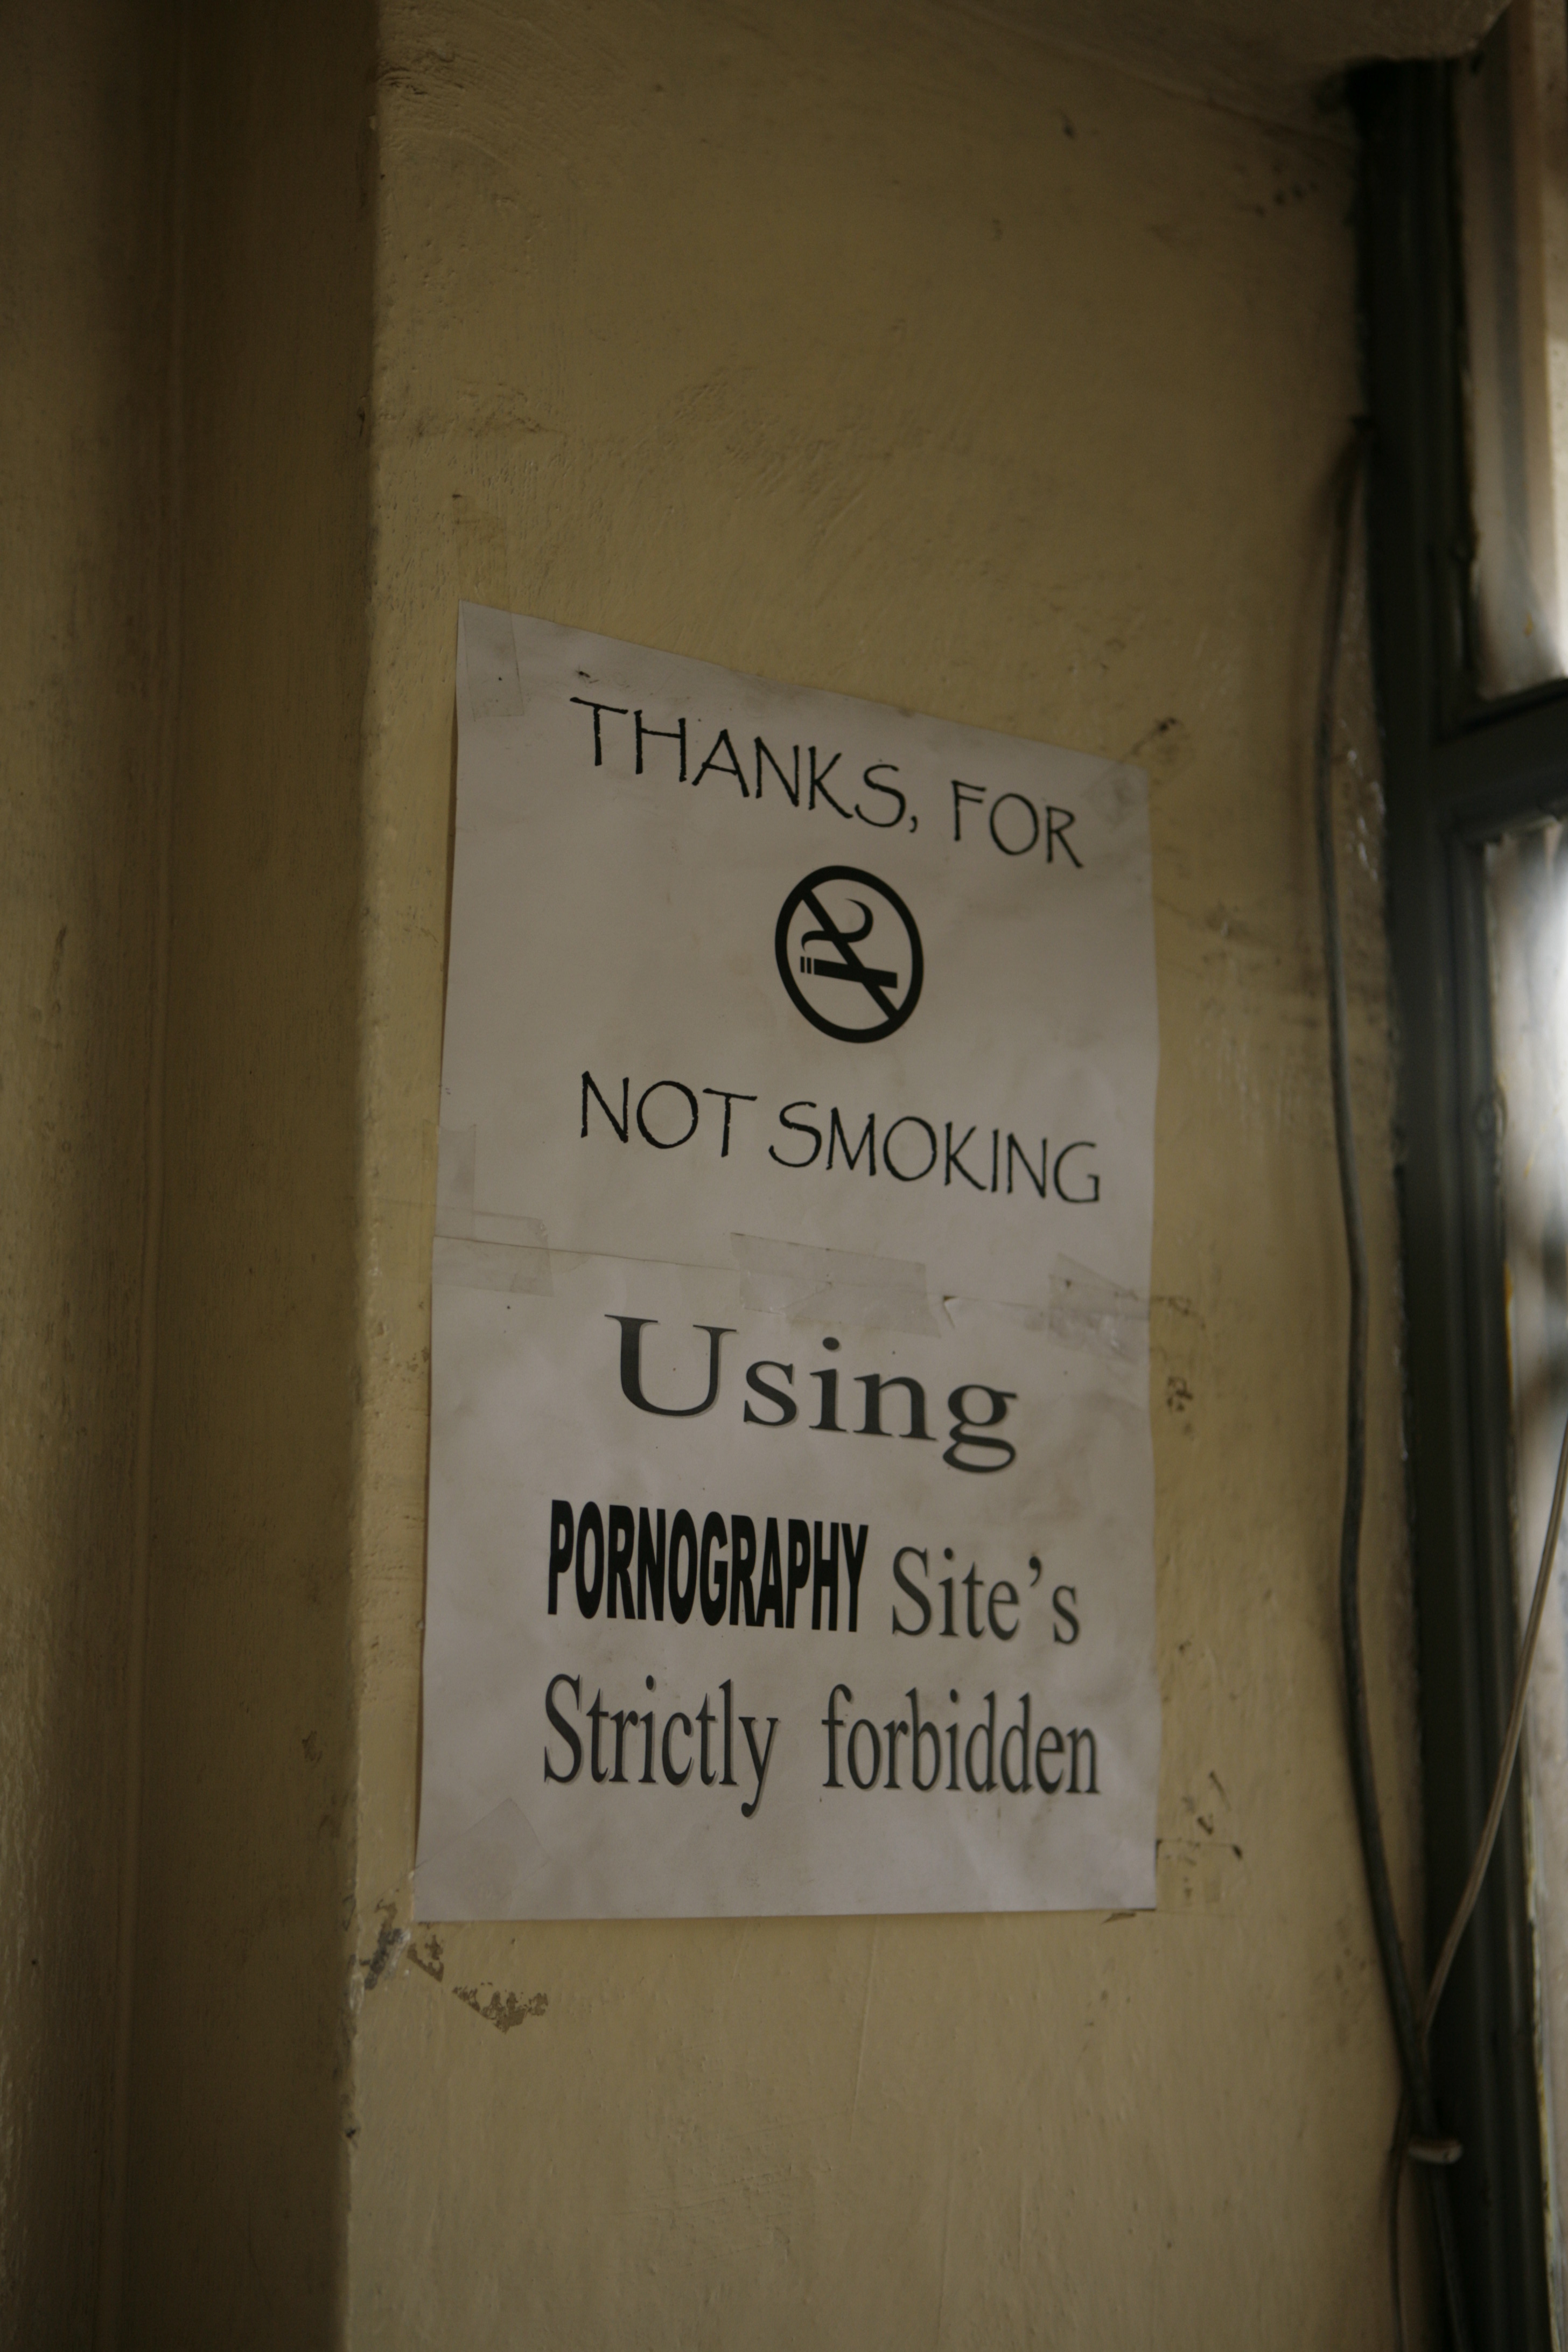 THANKS, FOR
NOT SMOKING
Using
PORNOGRAPHY Site's
Strictly forbidden